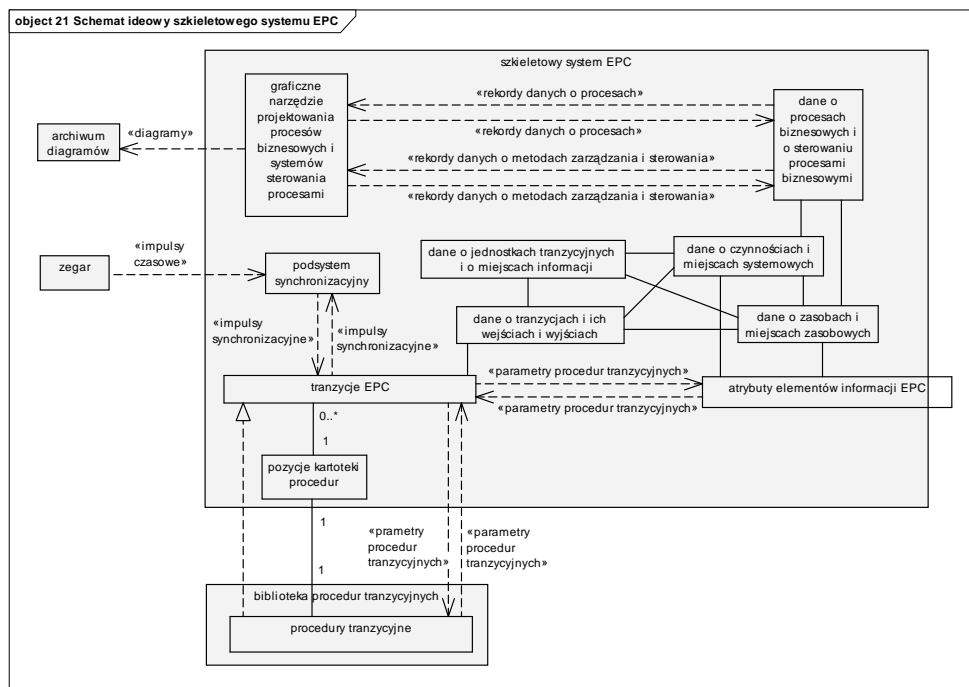 object 21 Schemat ideowy szkieletowego systemu EPC
szkieletowy system EPC
graficzne
narzędzie
projektowania
procesów
biznesowych i
systemów
sterowania
procesami
«rekordy danych o procesach»
«rekordy danych o procesach»
«rekordy danych o metodach zarządzania i sterowania»
«rekordy danych o metodach zarządzania i sterowania»
dane o
procesach
biznesowych i
o sterowaniu
procesami
biznesowymi
archiwum
diagramów
«diagramy»
zegar
«impulsy
czasowe»
podsystem
synchronizacyjny
dane o jednostkach tranzycyjnych
i o miejscach informacji
dane o czynnościach i
miejscach systemowych
dane o tranzycjach i ich
wejściach i wyjściach
dane o zasobach i
miejscach zasobowych
«impulsy
synchronizacyjne»
«impulsy
synchronizacyjne»
tranzycje EPC
«parametry procedur tranzycyjnych»
«parametry procedur tranzycyjnych»
atrybuty elementów informacji EPC
0..*
1
pozycje kartoteki
procedur
1
1
«prametry
procedur
tranzycyjnych»
«parametry
procedur
tranzycyjnych»
biblioteka procedur tranzycyjnych
procedury tranzycyjne